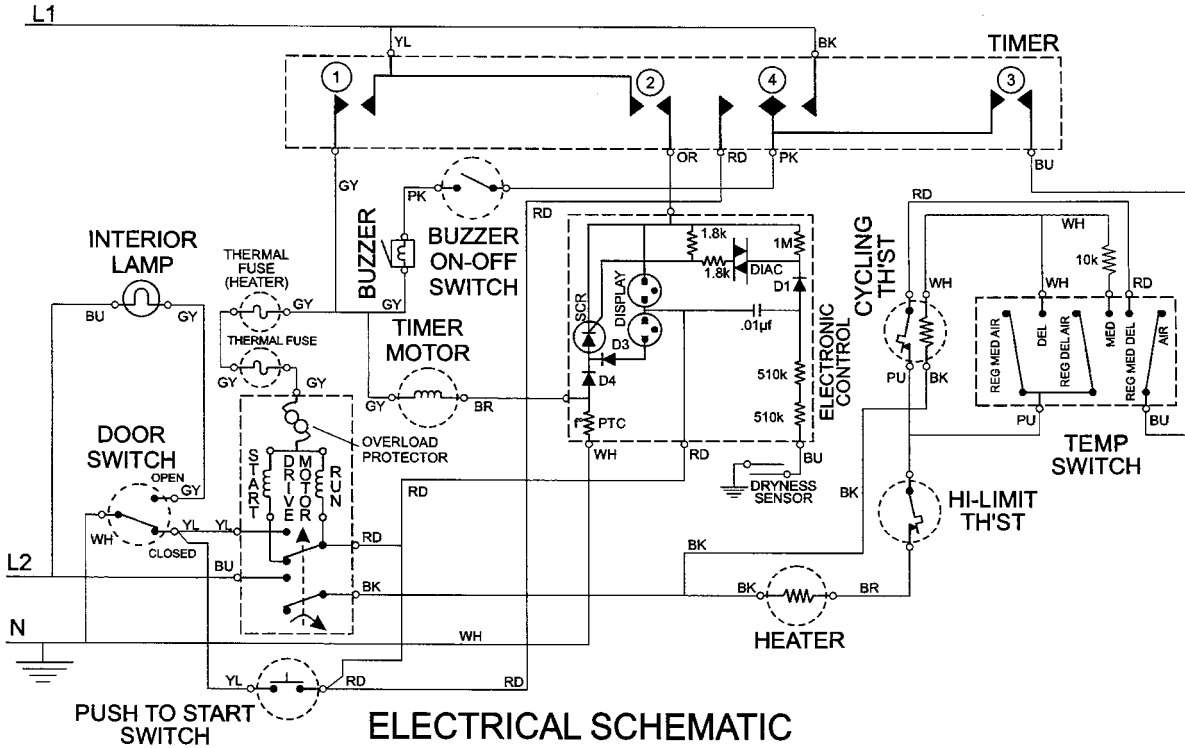 L1
YL
BK
TIMER
1
2
4
3
OR
RD
PK
BU
GY
PK
RD
RD
BUZZER
BUZZER
ON-OFF
SWITCH
INTERIOR
LAMP
BU
GY
THERMAL
FUSE
(HEATER)
GY
GY
THERMAL FUSE
GY
GY
TIMER
MOTOR
GY
BR
SCR
DISPLAY
1.8k
1.8k
DIAC
1M
D1
.01µf
D3
D4
510k
510k
PTC
ELECTRONIC
CONTROL
WH
RD
BU
DRYNESS
SENSOR
CYCLING
TH'ST
WH
WH
WH
10k
RD
REG MED AIR
DEL
REG DEL AIR
MED
REG MED DEL
AIR
PU
BK
PU
BU
TEMP
SWITCH
BK
HI-LIMIT
TH'ST
GY
OVERLOAD
PROTECTOR
START
DRIVE
MOTOR
RUN
DOOR
SWITCH
OPEN
GY
WH
YL
YL
CLOSED
RD
RD
L2
BU
BK
BK
BK
BR
HEATER
N
WH
YL
RD
RD
PUSH TO START
SWITCH
ELECTRICAL SCHEMATIC